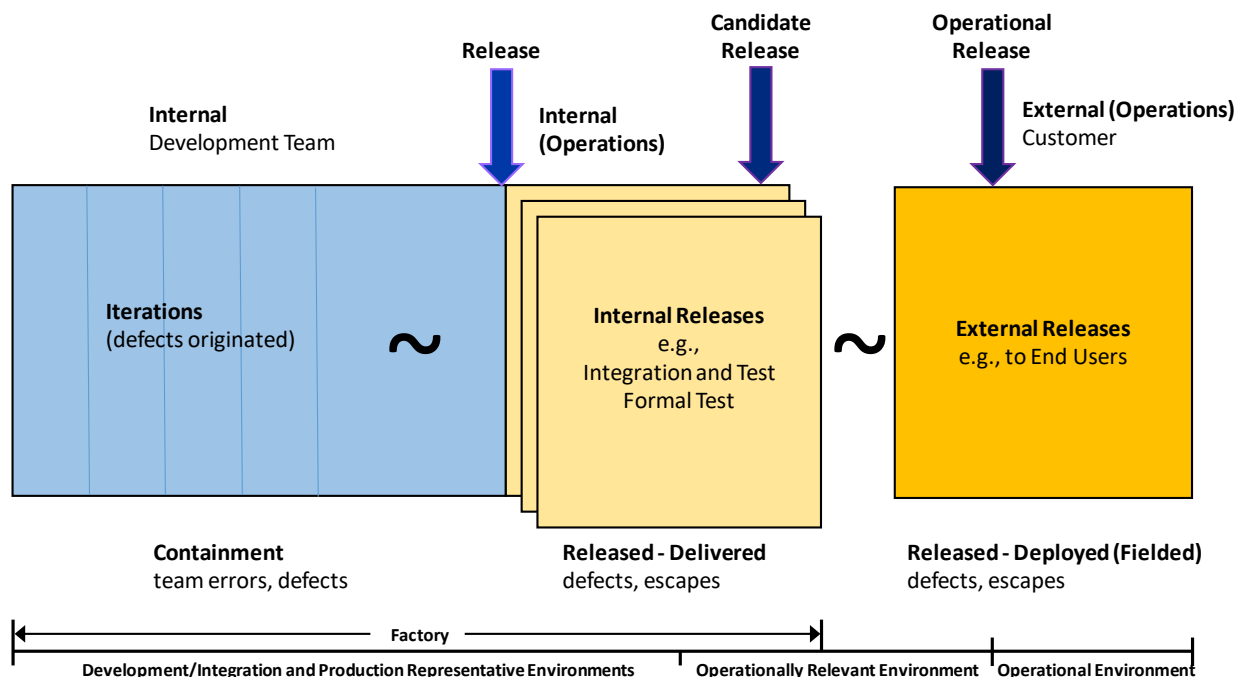 Release
Candidate
Release
Operational
Release
Internal
Development Team
Internal
(Operations)
External (Operations)
Customer
Iterations
(defects originated)
~
Internal Releases
e.g.,
Integration and Test
Formal Test
~
External Releases
e.g., to End Users
Containment
team errors, defects
Released - Delivered
defects, escapes
Released - Deployed (Fielded)
defects, escapes
Factory
Development/Integration and Production Representative Environments
Operationally Relevant Environment
Operational Environment